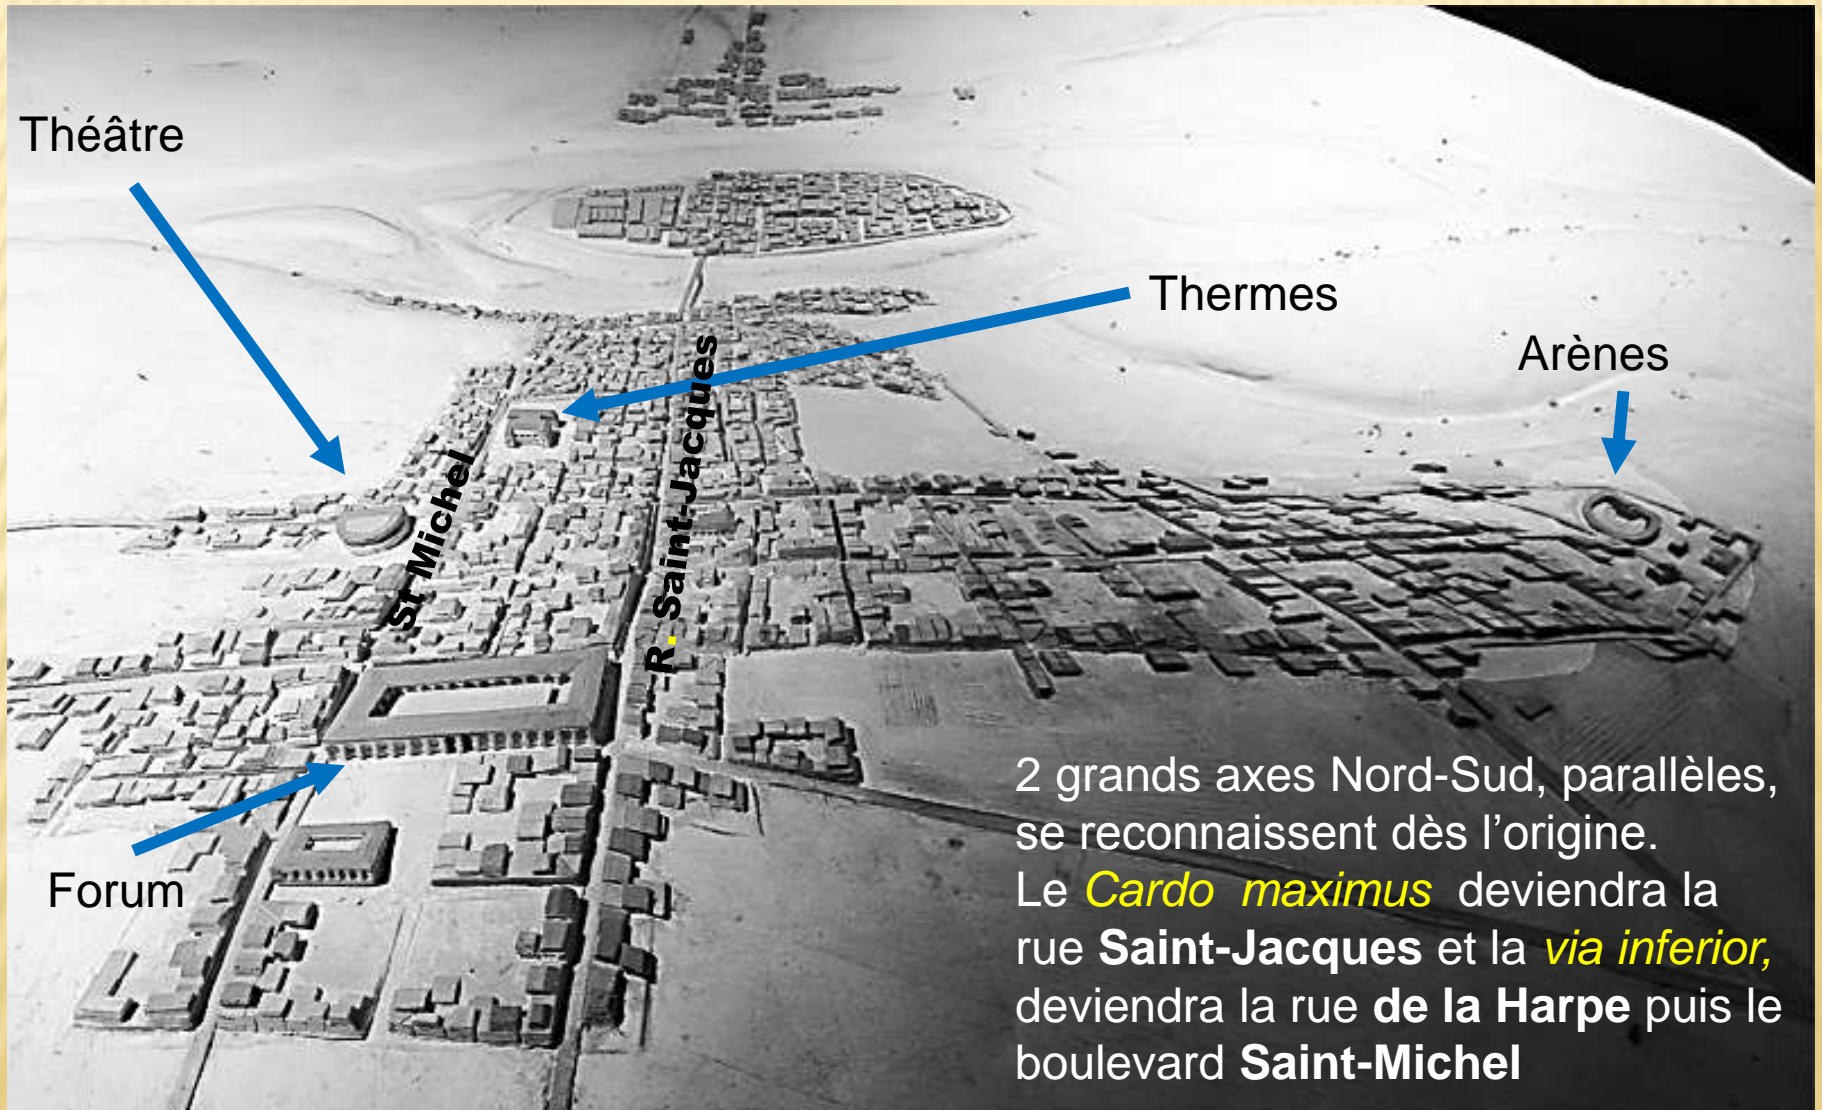 Théâtre
Thermes
Arènes
St Michel
R. Saint-Jacques
Forum
2 grands axes Nord-Sud, parallèles,
se reconnaissent dès l’origine.
Le Cardo maximus deviendra la
rue Saint-Jacques et la via inferior,
deviendra la rue de la Harpe puis le
boulevard Saint-Michel